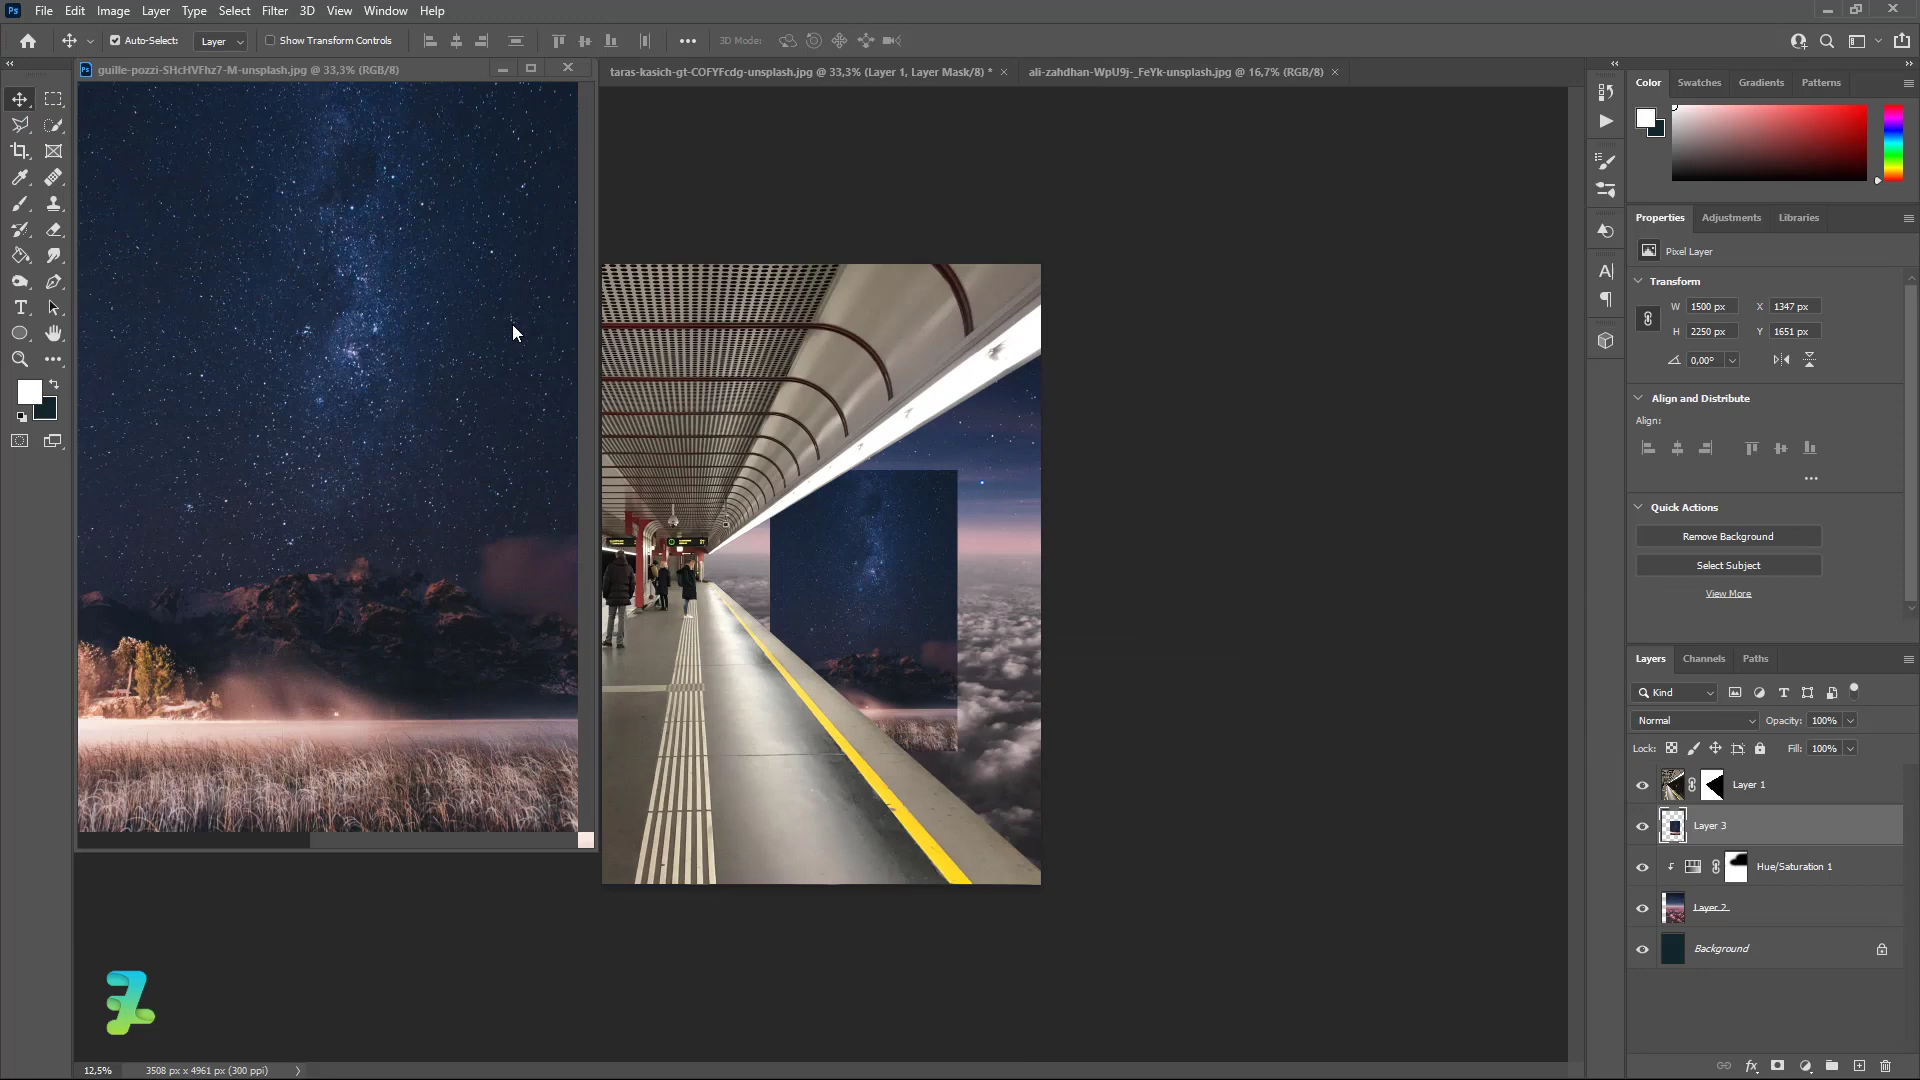 Ps File Edit Image Layer Type Select Filter 3D View Window Help
Auto-Select: Layer Show Transform Controls 3D Mode:
Ps guille-pozzi-SHcHVFhz7-M-unsplash.jpg @ 33,3% (RGB/8)
taras-kasich-gt-COFYFcdg-unsplash.jpg @ 33,3% (Layer 1, Layer Mask/8) * ×
ali-zahdhan-WpU9j-_FeYk-unsplash.jpg @ 16,7% (RGB/8) ×
Color Swatches Gradients Patterns
Properties Adjustments Libraries
Pixel Layer
Transform
W 1500 px X 1347 px
H 2250 px Y 1651 px
0,00°
Align and Distribute
Align:
Quick Actions
Remove Background
Select Subject
View More
Layers Channels Paths
Kind
Normal Opacity: 100%
Lock: Fill: 100%
Layer 1
Layer 3
Hue/Saturation 1
Layer 2
Background
fx
12,5% 3508 px x 4961 px (300 ppi)